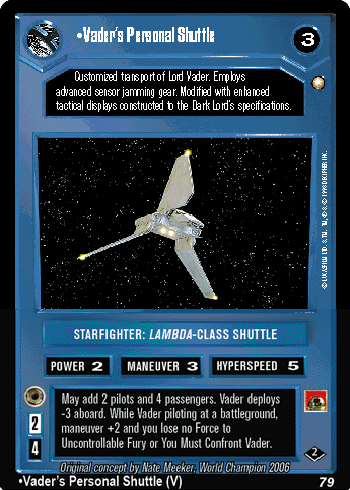 •Vader's Personal Shuttle
3
Customized transport of Lord Vader. Employs
advanced sensor jamming gear. Modified with enhanced
tactical displays constructed to the Dark Lord's specifications.
STARFIGHTER: LAMBDA-CLASS SHUTTLE
POWER 2
MANEUVER 3
HYPERSPEED 5
May add 2 pilots and 4 passengers. Vader deploys
-3 aboard. While Vader piloting at a battleground,
maneuver +2 and you lose no Force to
Uncontrollable Fury or You Must Confront Vader.
2
4
2
Original concept by Nate Meeker, World Champion 2006
•Vader's Personal Shuttle (V)
79